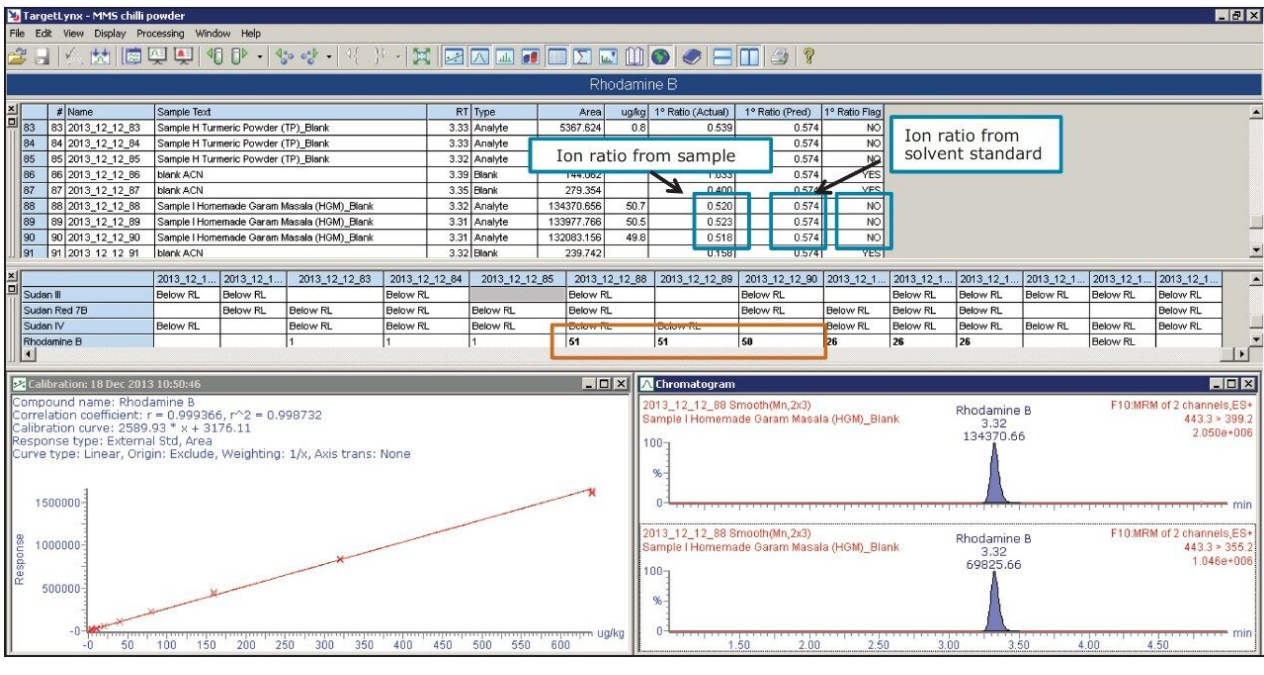 TargetLynx - MMS chilli powder
File Edit View Display Processing Window Help
Rhodamine B
# Name Sample Text RT Type Area ug/kg 1º Ratio (Actual) 1º Ratio (Pred) 1º Ratio Flag
83 83 2013_12_12_83 Sample H Turmeric Powder (TP)_Blank 3.33 Analyte 5367.624 0.8 0.539 0.574 NO
84 84 2013_12_12_84 Sample H Turmeric Powder (TP)_Blank 3.33 Analyte 0.574 NO
85 85 2013_12_12_85 Sample H Turmeric Powder (TP)_Blank 3.32 Analyte 0.574 NO
86 86 2013_12_12_86 blank ACN 3.39 Blank 144.062 1.033 0.574 YES
87 87 2013_12_12_87 blank ACN 3.35 Blank 279.354 0.400 0.574 YES
88 88 2013_12_12_88 Sample I Homemade Garam Masala (HGM)_Blank 3.32 Analyte 134370.656 50.7 0.520 0.574 NO
89 89 2013_12_12_89 Sample I Homemade Garam Masala (HGM)_Blank 3.31 Analyte 133977.766 50.5 0.523 0.574 NO
90 90 2013_12_12_90 Sample I Homemade Garam Masala (HGM)_Blank 3.31 Analyte 132083.156 49.8 0.518 0.574 NO
91 91 2013_12_12_91 blank ACN 3.32 Blank 239.742 0.158 0.574 YES
Ion ratio from sample
Ion ratio from
solvent standard
2013_12_1... 2013_12_1... 2013_12_12_83 2013_12_12_84 2013_12_12_85 2013_12_12_88 2013_12_12_89 2013_12_12_90 2013_12_1... 2013_12_1... 2013_12_1... 2013_12_1... 2013_12_1... 2013_12_1...
Sudan III Below RL Below RL Below RL Below RL Below RL Below RL Below RL Below RL Below RL Below RL
Sudan Red 7B Below RL Below RL Below RL Below RL Below RL Below RL Below RL Below RL Below RL Below RL
Sudan IV Below RL Below RL Below RL Below RL Below RL Below RL Below RL Below RL Below RL Below RL Below RL Below RL
Rhodamine B 1 1 1 51 51 50 26 26 26 Below RL
Calibration: 18 Dec 2013 10:50:46
Compound name: Rhodamine B
Correlation coefficient: r = 0.999366, r^2 = 0.998732
Calibration curve: 2589.93 * x + 3176.11
Response type: External Std, Area
Curve type: Linear, Origin: Exclude, Weighting: 1/x, Axis trans: None
Response
1500000
1000000
500000
-0
-0 50 100 150 200 250 300 350 400 450 500 550 600 ug/kg
Chromatogram
2013_12_12_88 Smooth(Mn,2x3)
Sample I Homemade Garam Masala (HGM)_Blank
Rhodamine B
3.32
134370.66
F10:MRM of 2 channels,ES+
443.3 > 399.2
2.050e+006
100
%
0
min
2013_12_12_88 Smooth(Mn,2x3)
Sample I Homemade Garam Masala (HGM)_Blank
Rhodamine B
3.32
69825.66
F10:MRM of 2 channels,ES+
443.3 > 355.2
1.046e+006
100
%
0
1.50 2.00 2.50 3.00 3.50 4.00 4.50 min